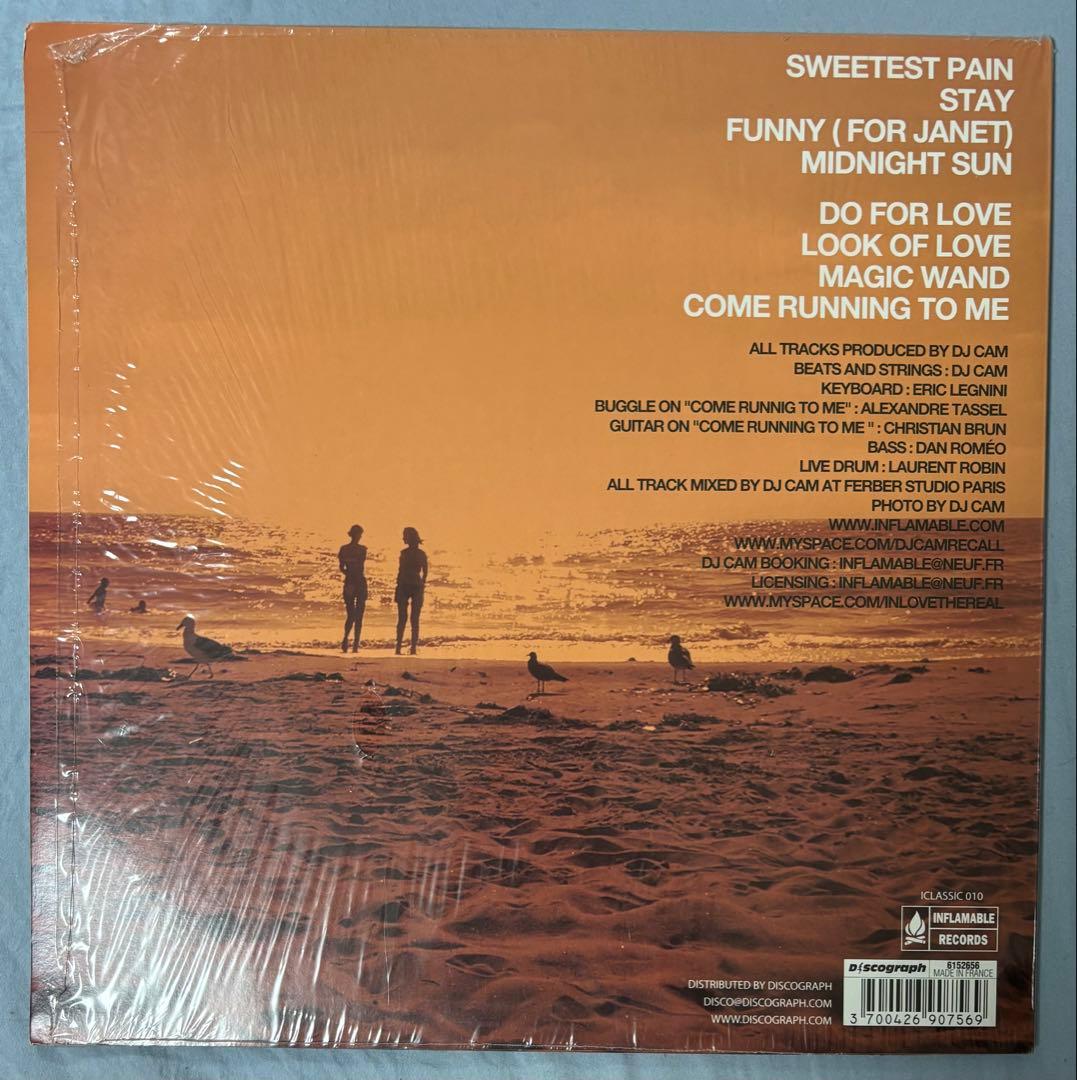 SWEETEST PAIN
STAY
FUNNY ( FOR JANET)
MIDNIGHT SUN
DO FOR LOVE
LOOK OF LOVE
MAGIC WAND
COME RUNNING TO ME
ALL TRACKS PRODUCED BY DJ CAM
BEATS AND STRINGS : DJ CAM
KEYBOARD : ERIC LEGNINI
BUGGLE ON "COME RUNNIG TO ME" : ALEXANDRE TASSEL
GUITAR ON "COME RUNNING TO ME " : CHRISTIAN BRUN
BASS : DAN ROMÉO
LIVE DRUM : LAURENT ROBIN
ALL TRACK MIXED BY DJ CAM AT FERBER STUDIO PARIS
PHOTO BY DJ CAM
WWW.INFLAMABLE.COM
WWW.MYSPACE.COM/DJCAMRECALL
DJ CAM BOOKING : INFLAMABLE@NEUF.FR
LICENSING : INFLAMABLE@NEUF.FR
WWW.MYSPACE.COM/INLOVETHEREAL
ICLASSIC 010
INFLAMABLE
RECORDS
Discograph 6152656
MADE IN FRANCE
DISTRIBUTED BY DISCOGRAPH
DISCO@DISCOGRAPH.COM
WWW.DISCOGRAPH.COM
3 700426 907569